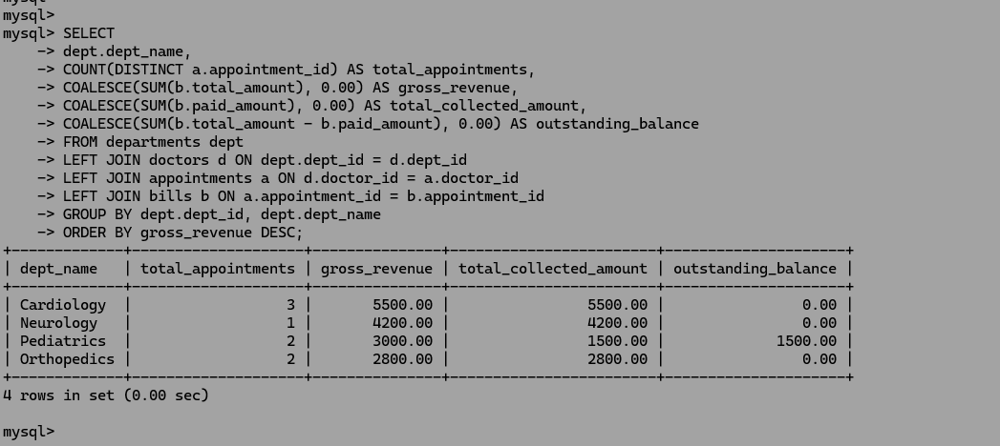 mysql>
mysql>
mysql> SELECT
    -> dept.dept_name,
    -> COUNT(DISTINCT a.appointment_id) AS total_appointments,
    -> COALESCE(SUM(b.total_amount), 0.00) AS gross_revenue,
    -> COALESCE(SUM(b.paid_amount), 0.00) AS total_collected_amount,
    -> COALESCE(SUM(b.total_amount - b.paid_amount), 0.00) AS outstanding_balance
    -> FROM departments dept
    -> LEFT JOIN doctors d ON dept.dept_id = d.dept_id
    -> LEFT JOIN appointments a ON d.doctor_id = a.doctor_id
    -> LEFT JOIN bills b ON a.appointment_id = b.appointment_id
    -> GROUP BY dept.dept_id, dept.dept_name
    -> ORDER BY gross_revenue DESC;
+-------------+--------------------+---------------+------------------------+---------------------+
| dept_name   | total_appointments | gross_revenue | total_collected_amount | outstanding_balance |
+-------------+--------------------+---------------+------------------------+---------------------+
| Cardiology  |                  3 |       5500.00 |                5500.00 |                0.00 |
| Neurology   |                  1 |       4200.00 |                4200.00 |                0.00 |
| Pediatrics  |                  2 |       3000.00 |                1500.00 |             1500.00 |
| Orthopedics |                  2 |       2800.00 |                2800.00 |                0.00 |
+-------------+--------------------+---------------+------------------------+---------------------+
4 rows in set (0.00 sec)
mysql>